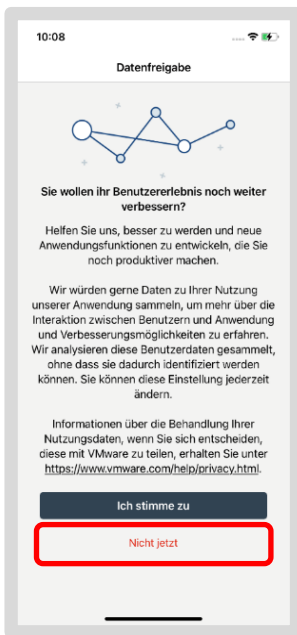 10:08
Datenfreigabe
Sie wollen ihr Benutzererlebnis noch weiter
verbessern?
Helfen Sie uns, besser zu werden und neue
Anwendungsfunktionen zu entwickeln, die Sie
noch produktiver machen.
Wir würden gerne Daten zu Ihrer Nutzung
unserer Anwendung sammeln, um mehr über die
Interaktion zwischen Benutzern und Anwendung
und Verbesserungsmöglichkeiten zu erfahren.
Wir analysieren diese Benutzerdaten gesammelt,
ohne dass sie dadurch identifiziert werden
können. Sie können diese Einstellung jederzeit
ändern.
Informationen über die Behandlung Ihrer
Nutzungsdaten, wenn Sie sich entscheiden,
diese mit VMware zu teilen, erhalten Sie unter
https://www.vmware.com/help/privacy.html.
Ich stimme zu
Nicht jetzt